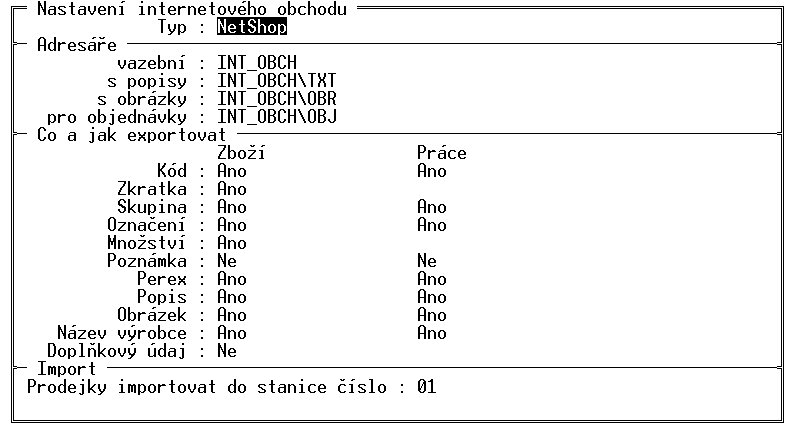 Nastavení internetového obchodu
Typ : NetShop
Adresáře
vazební : INT_OBCH
s popisy : INT_OBCH\TXT
s obrázky : INT_OBCH\OBR
pro objednávky : INT_OBCH\OBJ
Co a jak exportovat
Zboží Práce
Kód : Ano Ano
Zkratka : Ano
Skupina : Ano Ano
Označení : Ano Ano
Množství : Ano
Poznámka : Ne Ne
Perex : Ano Ano
Popis : Ano Ano
Obrázek : Ano Ano
Název výrobce : Ano Ano
Doplňkový údaj : Ne
Import
Prodejky importovat do stanice číslo : 01